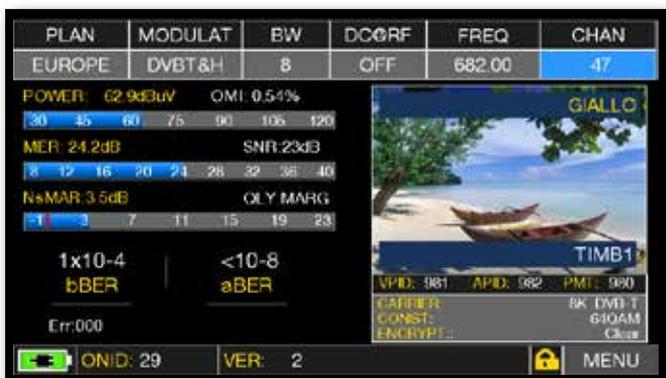 PLAN MODULAT BW DC@RF FREQ CHAN
EUROPE DVBT&H 8 OFF 682.00 47
POWER: 62.9dBuV OMI: 0.54%
30 45 60 75 90 105 120
MER: 24.2dB SNR:23dB
8 12 16 20 24 28 32 36 40
NsMAR:3.5dB QLY MARG
-1 3 7 11 15 19 23
1x10-4 <10-8
bBER aBER
Err:000
GIALLO
TIMB1
VPID: 981 APID: 982 PMT: 980
CARRIER: 8K DVB-T
CONST: 64QAM
ENCRYPT.: Clear
ONID: 29 VER: 2 MENU